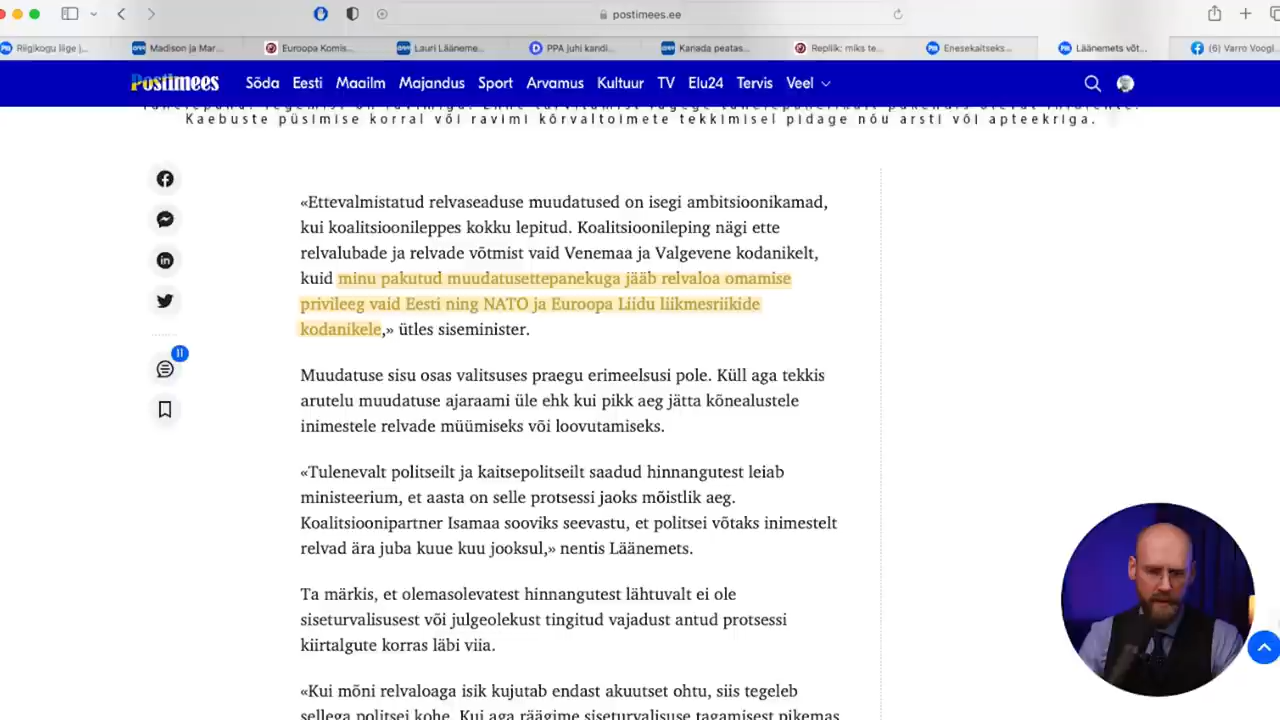 postimees.ee
Riigikogu liige j...
Madison ja Mar...
Euroopa Komis...
Lauri Lääneme...
PPA juhi kandi...
Kanada peatas...
Repliik: miks te...
Enesekaitseks...
Läänemets võt...
(6) Varro Voogl...
Postimees Sõda Eesti Maailm Majandus Sport Arvamus Kultuur TV Elu24 Tervis Veel
Kaebuste püsimise korral või ravimi kõrvaltoimete tekkimisel pidage nõu arsti või apteekriga.
«Ettevalmistatud relvaseaduse muudatused on isegi ambitsioonikamad,
kui koalitsioonileppes kokku lepitud. Koalitsioonileping nägi ette
relvalubade ja relvade võtmist vaid Venemaa ja Valgevene kodanikelt,
kuid minu pakutud muudatusettepanekuga jääb relvaloa omamise
privileeg vaid Eesti ning NATO ja Euroopa Liidu liikmesriikide
kodanikele,» ütles siseminister.
11
Muudatuse sisu osas valitsuses praegu erimeelsusi pole. Küll aga tekkis
arutelu muudatuse ajaraami üle ehk kui pikk aeg jätta kõnealustele
inimestele relvade müümiseks või loovutamiseks.
«Tulenevalt politseilt ja kaitsepolitseilt saadud hinnangutest leiab
ministeerium, et aasta on selle protsessi jaoks mõistlik aeg.
Koalitsioonipartner Isamaa sooviks seevastu, et politsei võtaks inimestelt
relvad ära juba kuue kuu jooksul,» nentis Läänemets.
Ta märkis, et olemasolevatest hinnangutest lähtuvalt ei ole
siseturvalisusest või julgeolekust tingitud vajadust antud protsessi
kiirtalgute korras läbi viia.
«Kui mõni relvaloaga isik kujutab endast akuutset ohtu, siis tegeleb
sellega politsei kohe. Kui aga räägime siseturvalisuse tagamisest pikemas